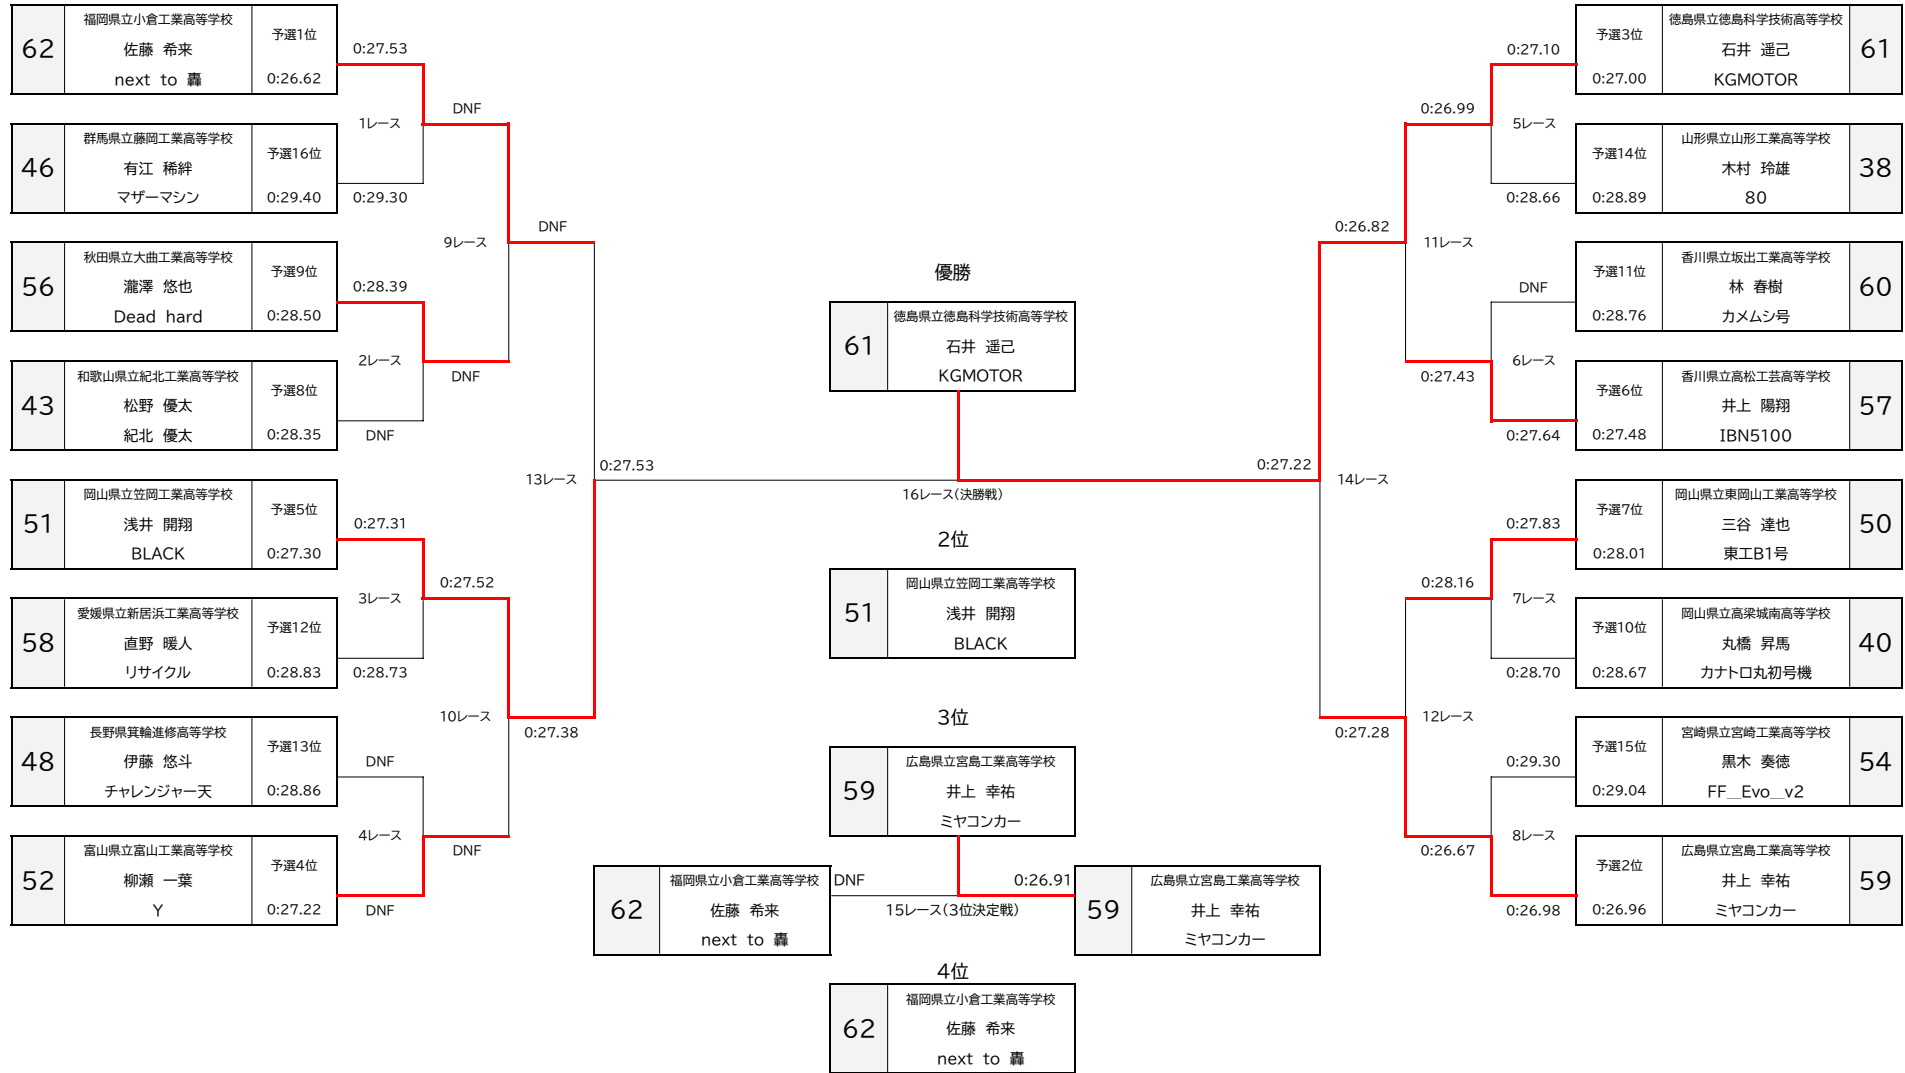 62
福岡県立小倉工業高等学校
佐藤 希来
next to 轟
予選1位
0:26.62
0:27.53
46
群馬県立藤岡工業高等学校
有江 稀絆
マザーマシン
予選16位
0:29.40
0:29.30
1レース
DNF
56
秋田県立大曲工業高等学校
瀧澤 悠也
Dead hard
予選9位
0:28.50
0:28.39
43
和歌山県立紀北工業高等学校
松野 優太
紀北 優太
予選8位
0:28.35
DNF
2レース
DNF
9レース
DNF
51
岡山県立笠岡工業高等学校
浅井 開翔
BLACK
予選5位
0:27.30
0:27.31
58
愛媛県立新居浜工業高等学校
直野 暖人
リサイクル
予選12位
0:28.83
0:28.73
3レース
0:27.52
48
長野県箕輪進修高等学校
伊藤 悠斗
チャレンジャー天
予選13位
0:28.86
DNF
52
富山県立富山工業高等学校
柳瀬 一葉
Y
予選4位
0:27.22
DNF
4レース
DNF
10レース
0:27.38
13レース
0:27.53
優勝
61
徳島県立徳島科学技術高等学校
石井 遥己
KGMOTOR
16レース(決勝戦)
2位
51
岡山県立笠岡工業高等学校
浅井 開翔
BLACK
3位
59
広島県立宮島工業高等学校
井上 幸祐
ミヤコンカー
62
福岡県立小倉工業高等学校
佐藤 希来
next to 轟
DNF
15レース(3位決定戦)
0:26.91
59
広島県立宮島工業高等学校
井上 幸祐
ミヤコンカー
4位
62
福岡県立小倉工業高等学校
佐藤 希来
next to 轟
0:27.22
14レース
0:26.82
11レース
0:26.99
5レース
0:27.10
予選3位
0:27.00
徳島県立徳島科学技術高等学校
石井 遥己
KGMOTOR
61
0:28.66
予選14位
0:28.89
山形県立山形工業高等学校
木村 玲雄
80
38
DNF
予選11位
0:28.76
香川県立坂出工業高等学校
林 春樹
カメムシ号
60
6レース
0:27.43
0:27.64
予選6位
0:27.48
香川県立高松工芸高等学校
井上 陽翔
IBN5100
57
0:27.83
予選7位
0:28.01
岡山県立東岡山工業高等学校
三谷 達也
東工B1号
50
0:28.16
7レース
0:28.70
予選10位
0:28.67
岡山県立高梁城南高等学校
丸橋 昇馬
カナトロ丸初号機
40
12レース
0:27.28
0:29.30
予選15位
0:29.04
宮崎県立宮崎工業高等学校
黒木 奏徳
FF_Evo_v2
54
8レース
0:26.67
0:26.98
予選2位
0:26.96
広島県立宮島工業高等学校
井上 幸祐
ミヤコンカー
59